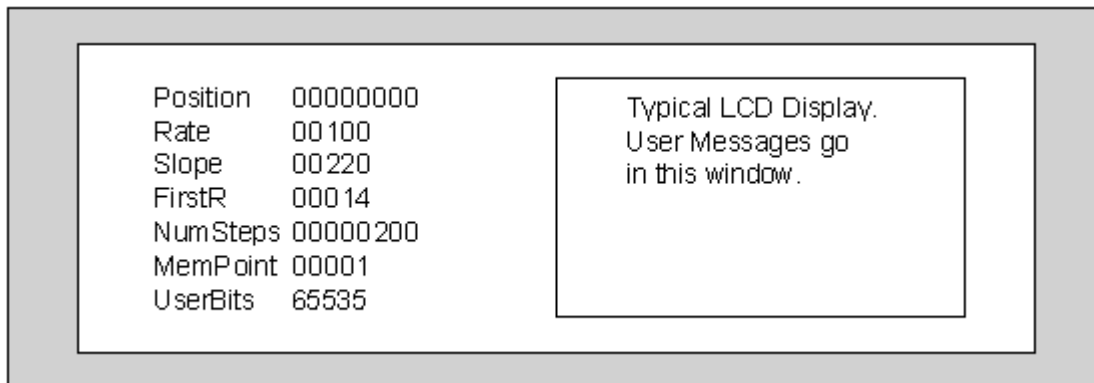 Position 00000000
Rate 00100
Slope 00220
FirstR 00014
NumSteps 00000200
MemPoint 00001
UserBits 65535
Typical LCD Display.
User Messages go
in this window.